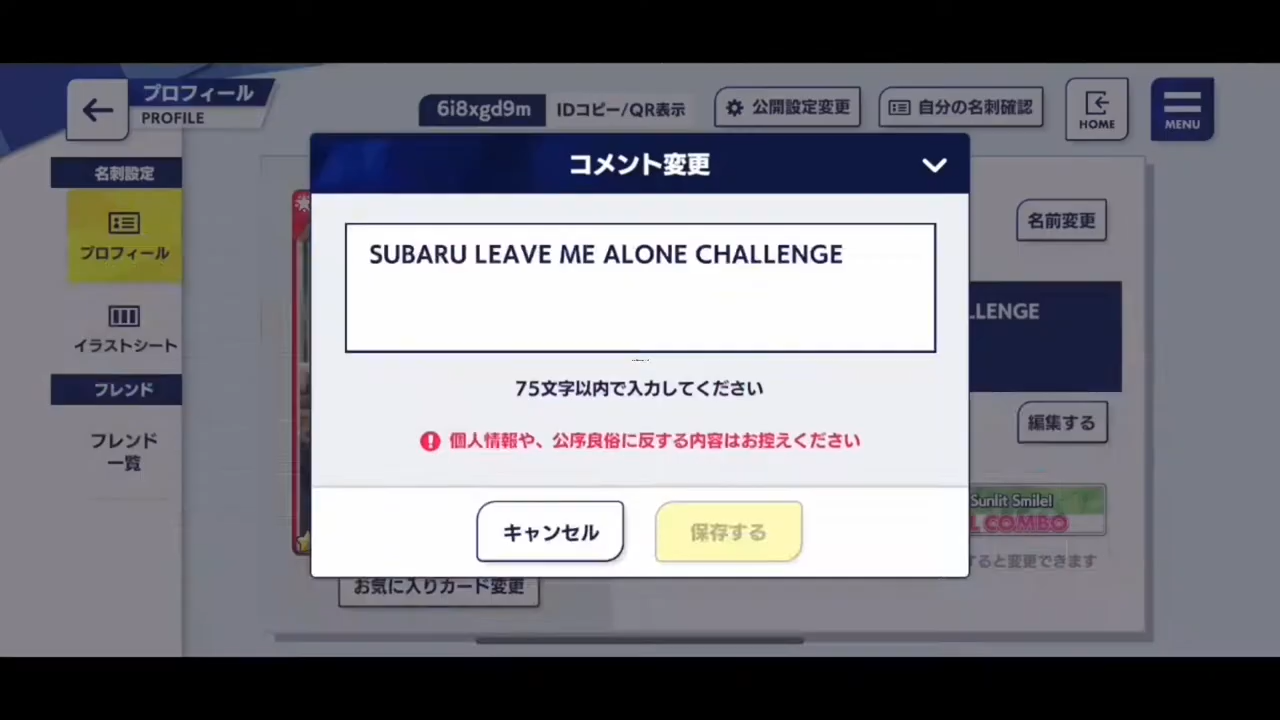 プロフィール
PROFILE
6i8xgd9m
IDコピー/QR表示
公開設定変更
自分の名刺確認
HOME
MENU
名刺設定
プロフィール
イラストシート
フレンド
フレンド
一覧
コメント変更
SUBARU LEAVE ME ALONE CHALLENGE
75文字以内で入力してください
個人情報や、公序良俗に反する内容はお控えください
キャンセル
保存する
名前変更
LLENGE
編集する
Sunlit Smile!
L COMBO
すると変更できます
お気に入りカード変更